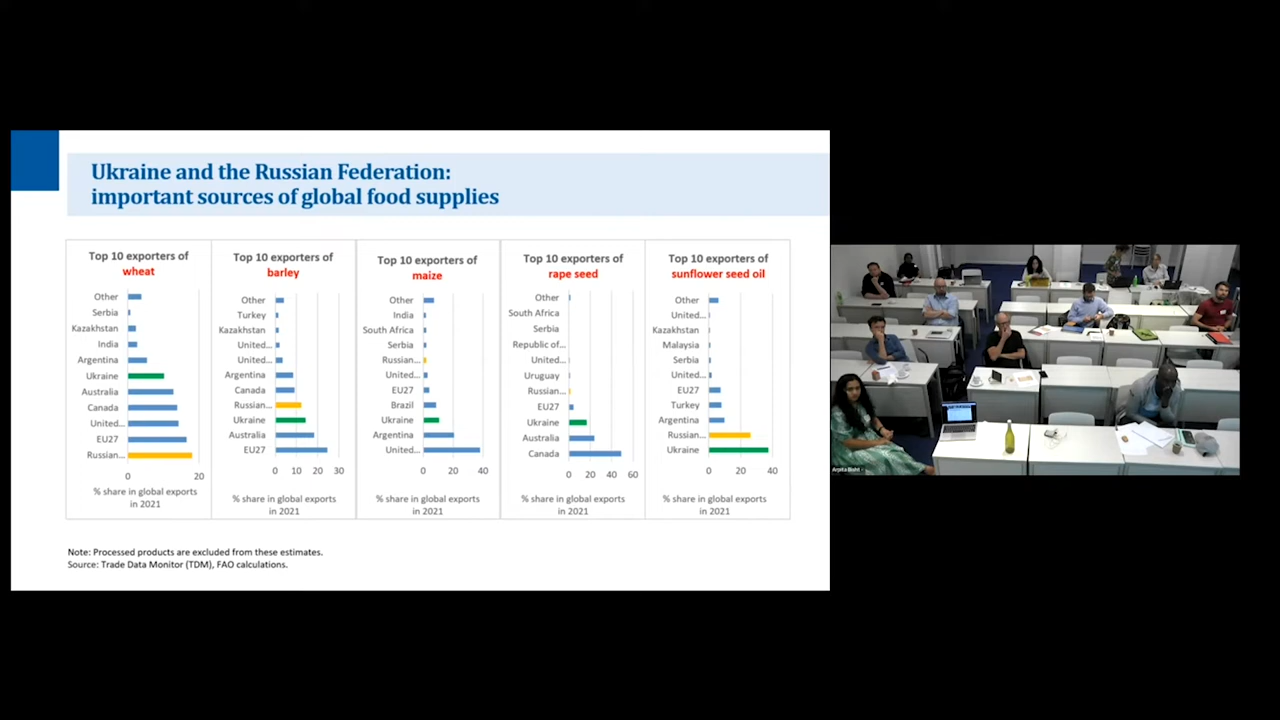 Ukraine and the Russian Federation:
important sources of global food supplies
Top 10 exporters of
wheat
Other
Serbia
Kazakhstan
India
Argentina
Ukraine
Australia
Canada
United...
EU27
Russian...
0
20
% share in global exports
in 2021
Top 10 exporters of
barley
Other
Turkey
Kazakhstan
United...
United...
Argentina
Canada
Russian...
Ukraine
Australia
EU27
0 10 20 30
% share in global exports
in 2021
Top 10 exporters of
maize
Other
India
South Africa
Serbia
Russian...
United...
EU27
Brazil
Ukraine
Argentina
United...
0 20 40
% share in global exports
in 2021
Top 10 exporters of
rape seed
Other
South Africa
Serbia
Republic of...
United...
Uruguay
Russian...
EU27
Ukraine
Australia
Canada
0 20 40 60
% share in global exports
in 2021
Top 10 exporters of
sunflower seed oil
Other
United...
Kazakhstan
Malaysia
Serbia
United...
EU27
Turkey
Argentina
Russian...
Ukraine
0 20 40
% share in global exports
in 2021
Note: Processed products are excluded from these estimates.
Source: Trade Data Monitor (TDM), FAO calculations.